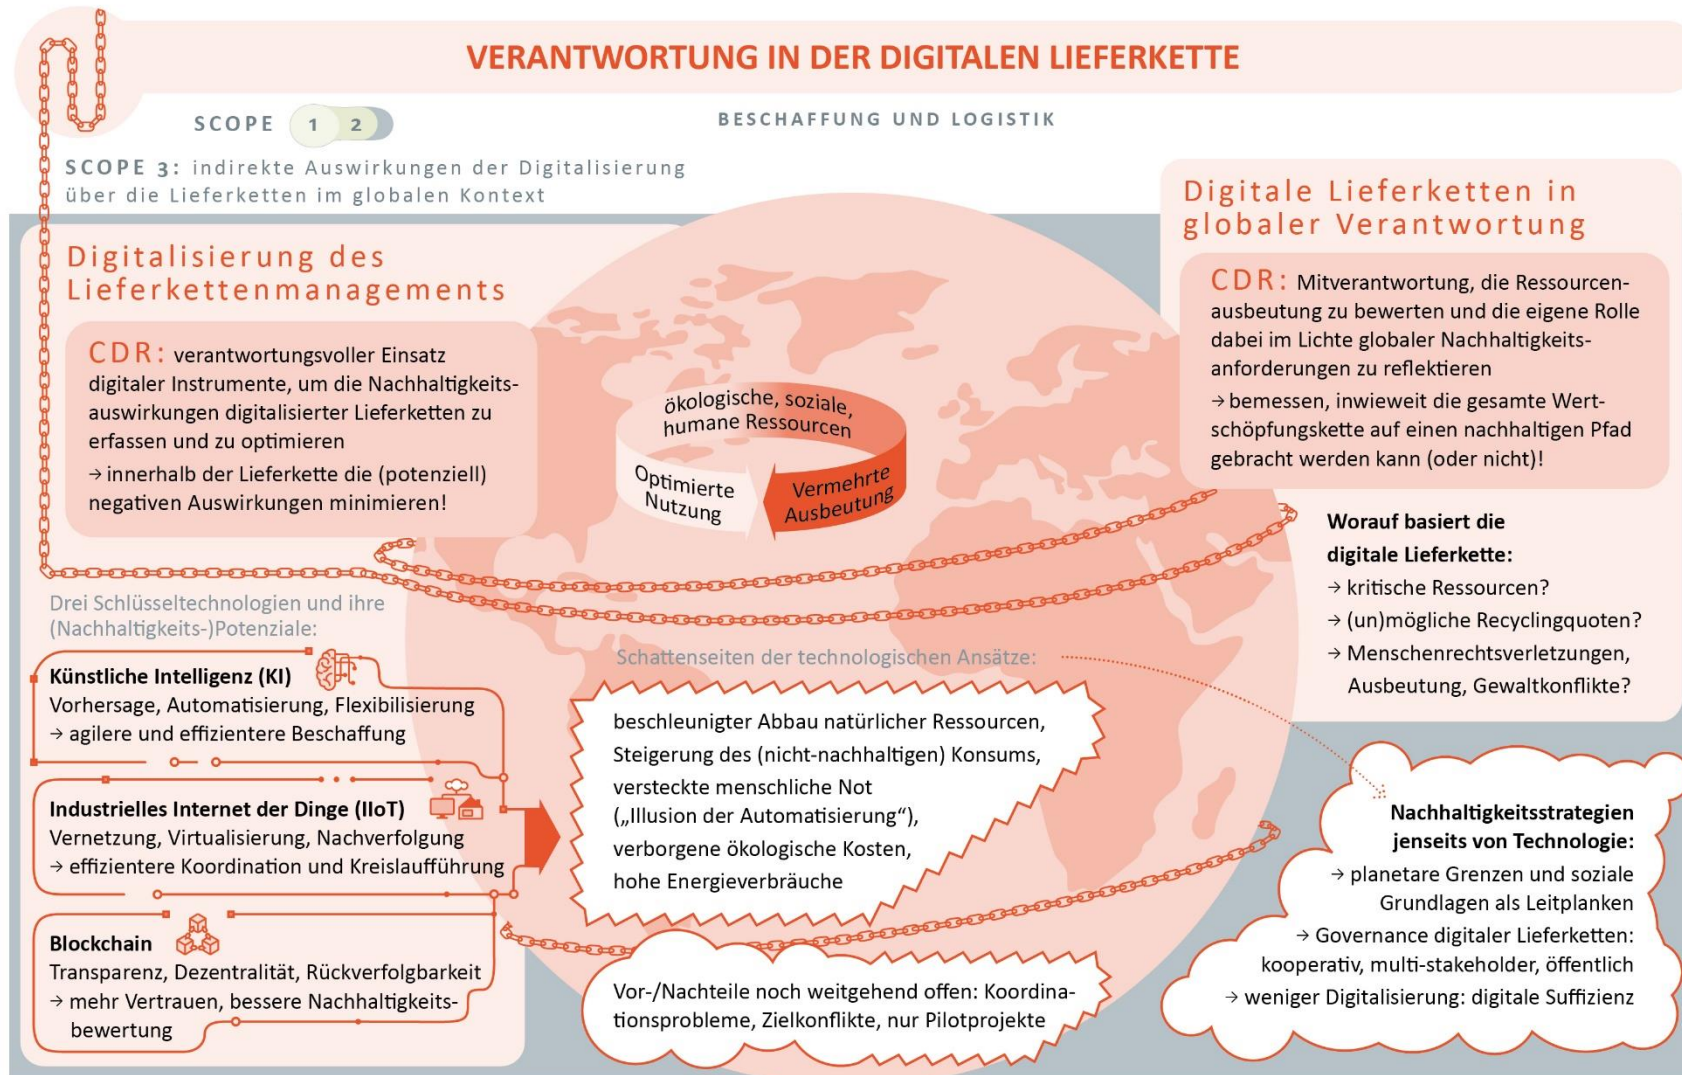 VERANTWORTUNG IN DER DIGITALEN LIEFERKETTE
SCOPE 1 2
BESCHAFFUNG UND LOGISTIK
SCOPE 3: indirekte Auswirkungen der Digitalisierung
über die Lieferketten im globalen Kontext
Digitalisierung des
Lieferkettenmanagements
CDR: verantwortungsvoller Einsatz
digitaler Instrumente, um die Nachhaltigkeits-
auswirkungen digitalisierter Lieferketten zu
erfassen und zu optimieren
→ innerhalb der Lieferkette die (potenziell)
negativen Auswirkungen minimieren!
Drei Schlüsseltechnologien und ihre
(Nachhaltigkeits-)Potenziale:
Künstliche Intelligenz (KI)
Vorhersage, Automatisierung, Flexibilisierung
→ agilere und effizientere Beschaffung
Industrielles Internet der Dinge (IIoT)
Vernetzung, Virtualisierung, Nachverfolgung
→ effizientere Koordination und Kreislaufführung
Blockchain
Transparenz, Dezentralität, Rückverfolgbarkeit
→ mehr Vertrauen, bessere Nachhaltigkeits-
bewertung
ökologische, soziale,
humane Ressourcen
Optimierte
Nutzung
Vermehrte
Ausbeutung
Schattenseiten der technologischen Ansätze:
beschleunigter Abbau natürlicher Ressourcen,
Steigerung des (nicht-nachhaltigen) Konsums,
versteckte menschliche Not
(„Illusion der Automatisierung“),
verborgene ökologische Kosten,
hohe Energieverbräuche
Vor-/Nachteile noch weitgehend offen: Koordina-
tionsprobleme, Zielkonflikte, nur Pilotprojekte
Digitale Lieferketten in
globaler Verantwortung
CDR: Mitverantwortung, die Ressourcen-
ausbeutung zu bewerten und die eigene Rolle
dabei im Lichte globaler Nachhaltigkeits-
anforderungen zu reflektieren
→ bemessen, inwieweit die gesamte Wert-
schöpfungskette auf einen nachhaltigen Pfad
gebracht werden kann (oder nicht)!
Worauf basiert die
digitale Lieferkette:
→ kritische Ressourcen?
→ (un)mögliche Recyclingquoten?
→ Menschenrechtsverletzungen,
Ausbeutung, Gewaltkonflikte?
Nachhaltigkeitsstrategien
jenseits von Technologie:
→ planetare Grenzen und soziale
Grundlagen als Leitplanken
→ Governance digitaler Lieferketten:
kooperativ, multi-stakeholder, öffentlich
→ weniger Digitalisierung: digitale Suffizienz